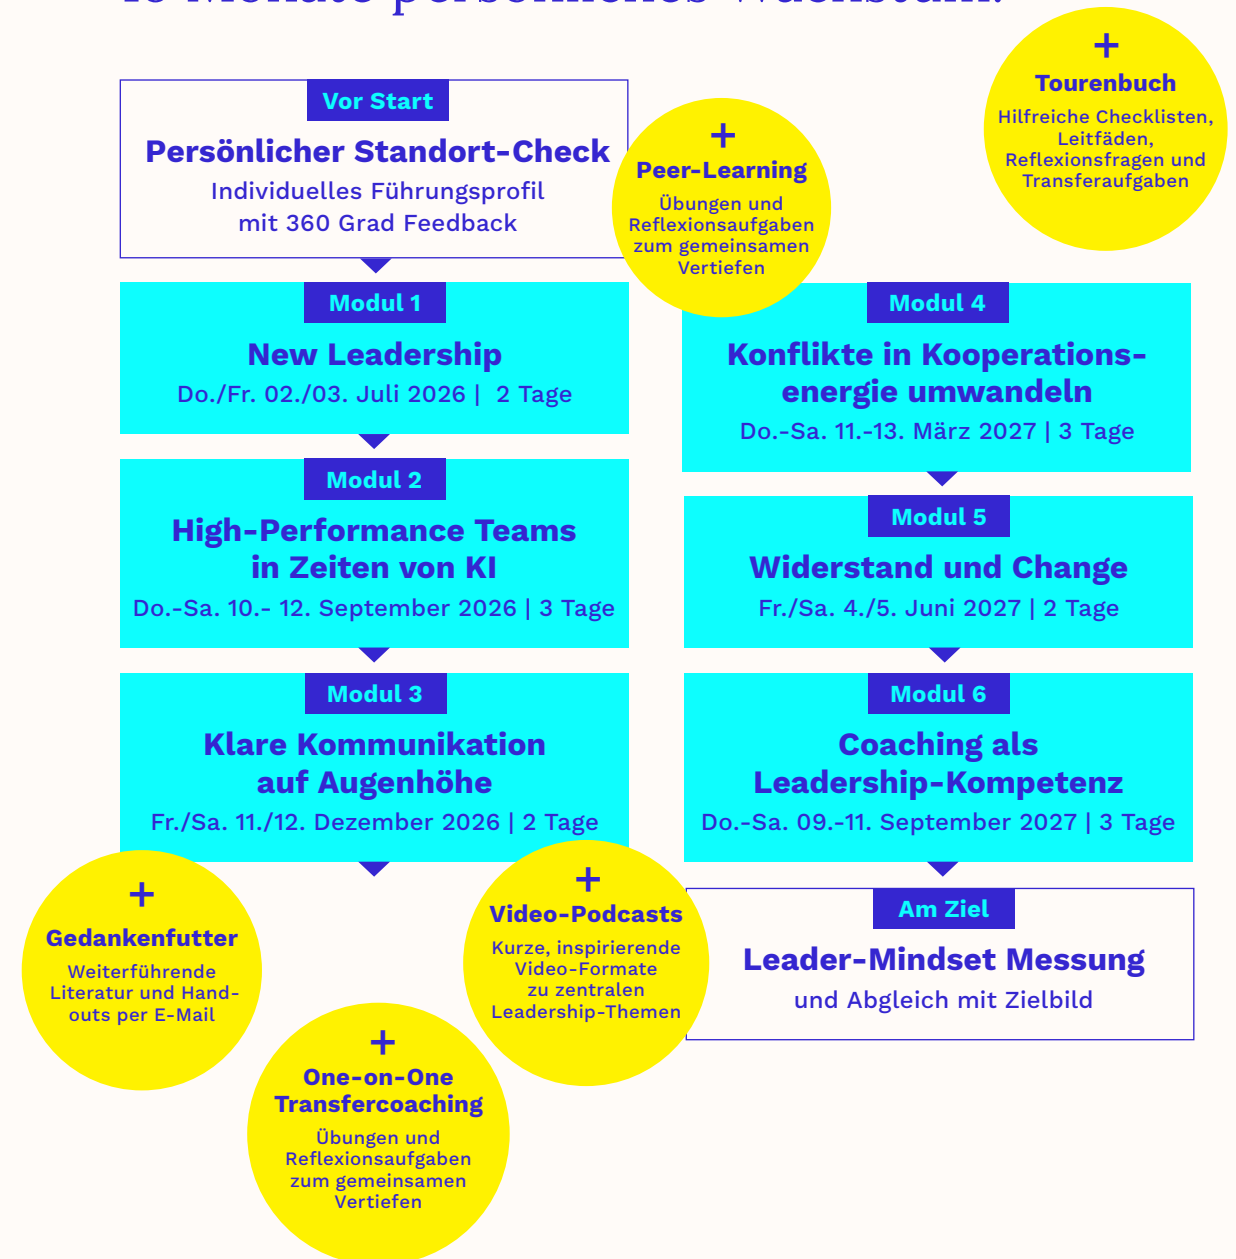 Vor Start
Persönlicher Standort-Check
Individuelles Führungsprofil
mit 360 Grad Feedback
+
Peer-Learning
Übungen und
Reflexionsaufgaben
zum gemeinsamen
Vertiefen
+
Tourenbuch
Hilfreiche Checklisten,
Leitfäden,
Reflexionsfragen und
Transferaufgaben
Modul 1
New Leadership
Do./Fr. 02./03. Juli 2026 | 2 Tage
Modul 2
High-Performance Teams
in Zeiten von KI
Do.-Sa. 10.- 12. September 2026 | 3 Tage
Modul 3
Klare Kommunikation
auf Augenhöhe
Fr./Sa. 11./12. Dezember 2026 | 2 Tage
Modul 4
Konflikte in Kooperations-
energie umwandeln
Do.-Sa. 11.-13. März 2027 | 3 Tage
Modul 5
Widerstand und Change
Fr./Sa. 4./5. Juni 2027 | 2 Tage
Modul 6
Coaching als
Leadership-Kompetenz
Do.-Sa. 09.-11. September 2027 | 3 Tage
Am Ziel
Leader-Mindset Messung
und Abgleich mit Zielbild
+
Gedankenfutter
Weiterführende
Literatur und Hand-
outs per E-Mail
+
Video-Podcasts
Kurze, inspirierende
Video-Formate
zu zentralen
Leadership-Themen
+
One-on-One
Transfercoaching
Übungen und
Reflexionsaufgaben
zum gemeinsamen
Vertiefen